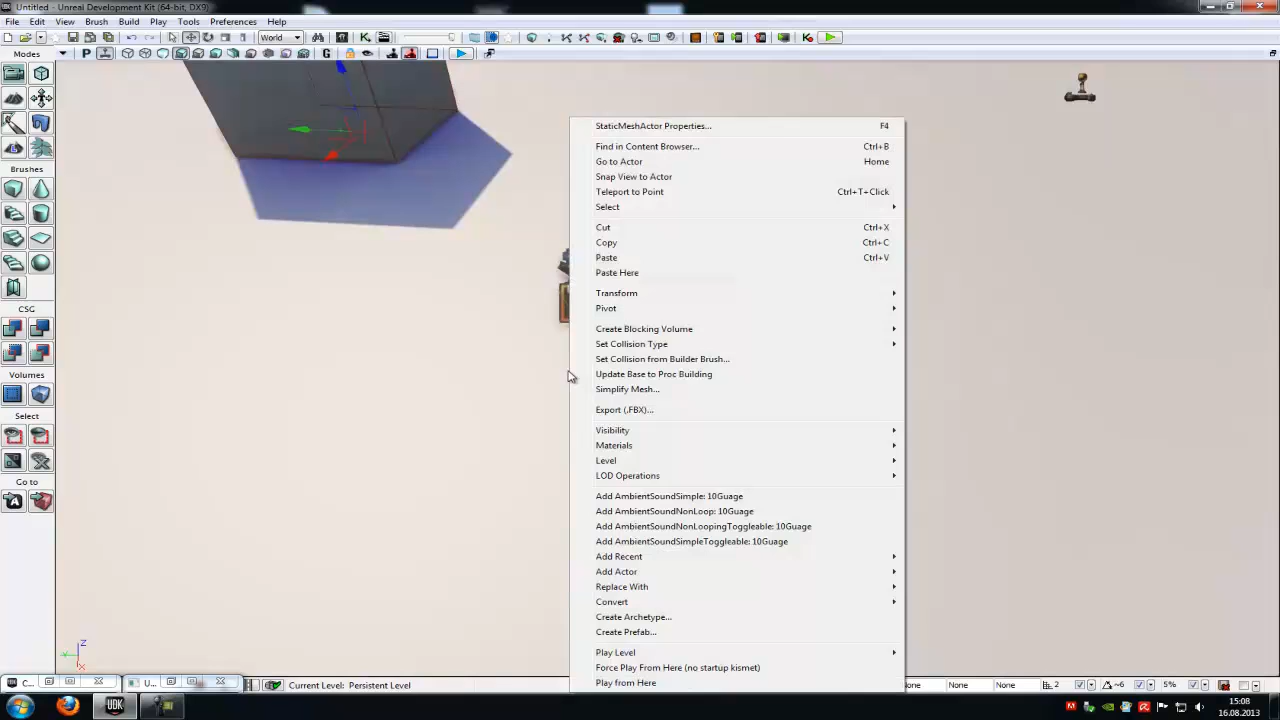 Untitled - Unreal Development Kit (64-bit, DX9)
File Edit View Brush Build Play Tools Preferences Help
World
P G
Modes
Brushes
CSG
Volumes
Select
Go to
StaticMeshActor Properties... F4
Find in Content Browser... Ctrl+B
Go to Actor Home
Snap View to Actor
Teleport to Point Ctrl+T+Click
Select
Cut Ctrl+X
Copy Ctrl+C
Paste Ctrl+V
Paste Here
Transform
Pivot
Create Blocking Volume
Set Collision Type
Set Collision from Builder Brush...
Update Base to Proc Building
Simplify Mesh...
Export (.FBX)...
Visibility
Materials
Level
LOD Operations
Add AmbientSoundSimple: 10Guage
Add AmbientSoundNonLoop: 10Guage
Add AmbientSoundNonLoopingToggleable: 10Guage
Add AmbientSoundSimpleToggleable: 10Guage
Add Recent
Add Actor
Replace With
Convert
Create Archetype...
Create Prefab...
Play Level
Force Play From Here (no startup kismet)
Play from Here
Z
Y
X
C... U... Current Level: Persistent Level None None None 2 ~6 5%
UDK
15:08
16.08.2013